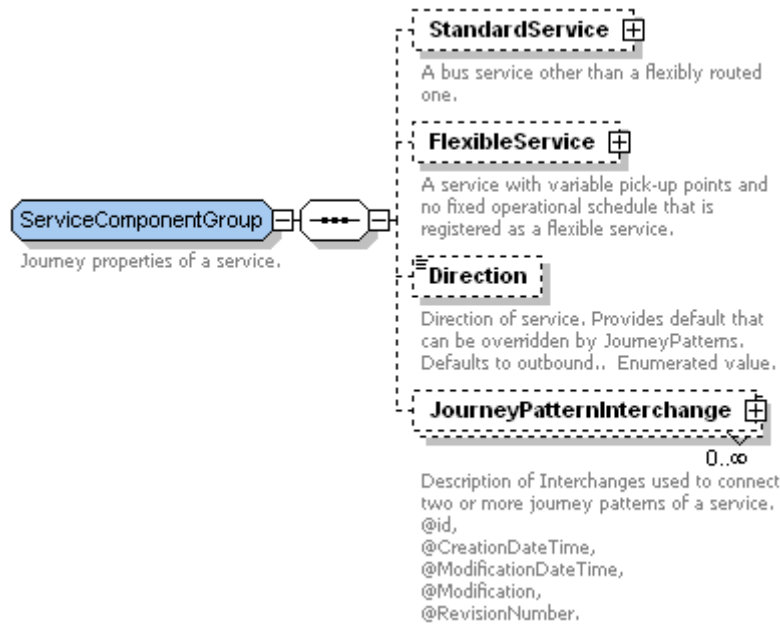 StandardService
A bus service other than a flexibly routed
one.
FlexibleService
A service with variable pick-up points and
no fixed operational schedule that is
registered as a flexible service.
ServiceComponentGroup
Journey properties of a service.
Direction
Direction of service. Provides default that
can be overridden by JourneyPatterns.
Defaults to outbound.. Enumerated value.
JourneyPatternInterchange
0..∞
Description of Interchanges used to connect
two or more journey patterns of a service.
@id,
@CreationDateTime,
@ModificationDateTime,
@Modification,
@RevisionNumber.